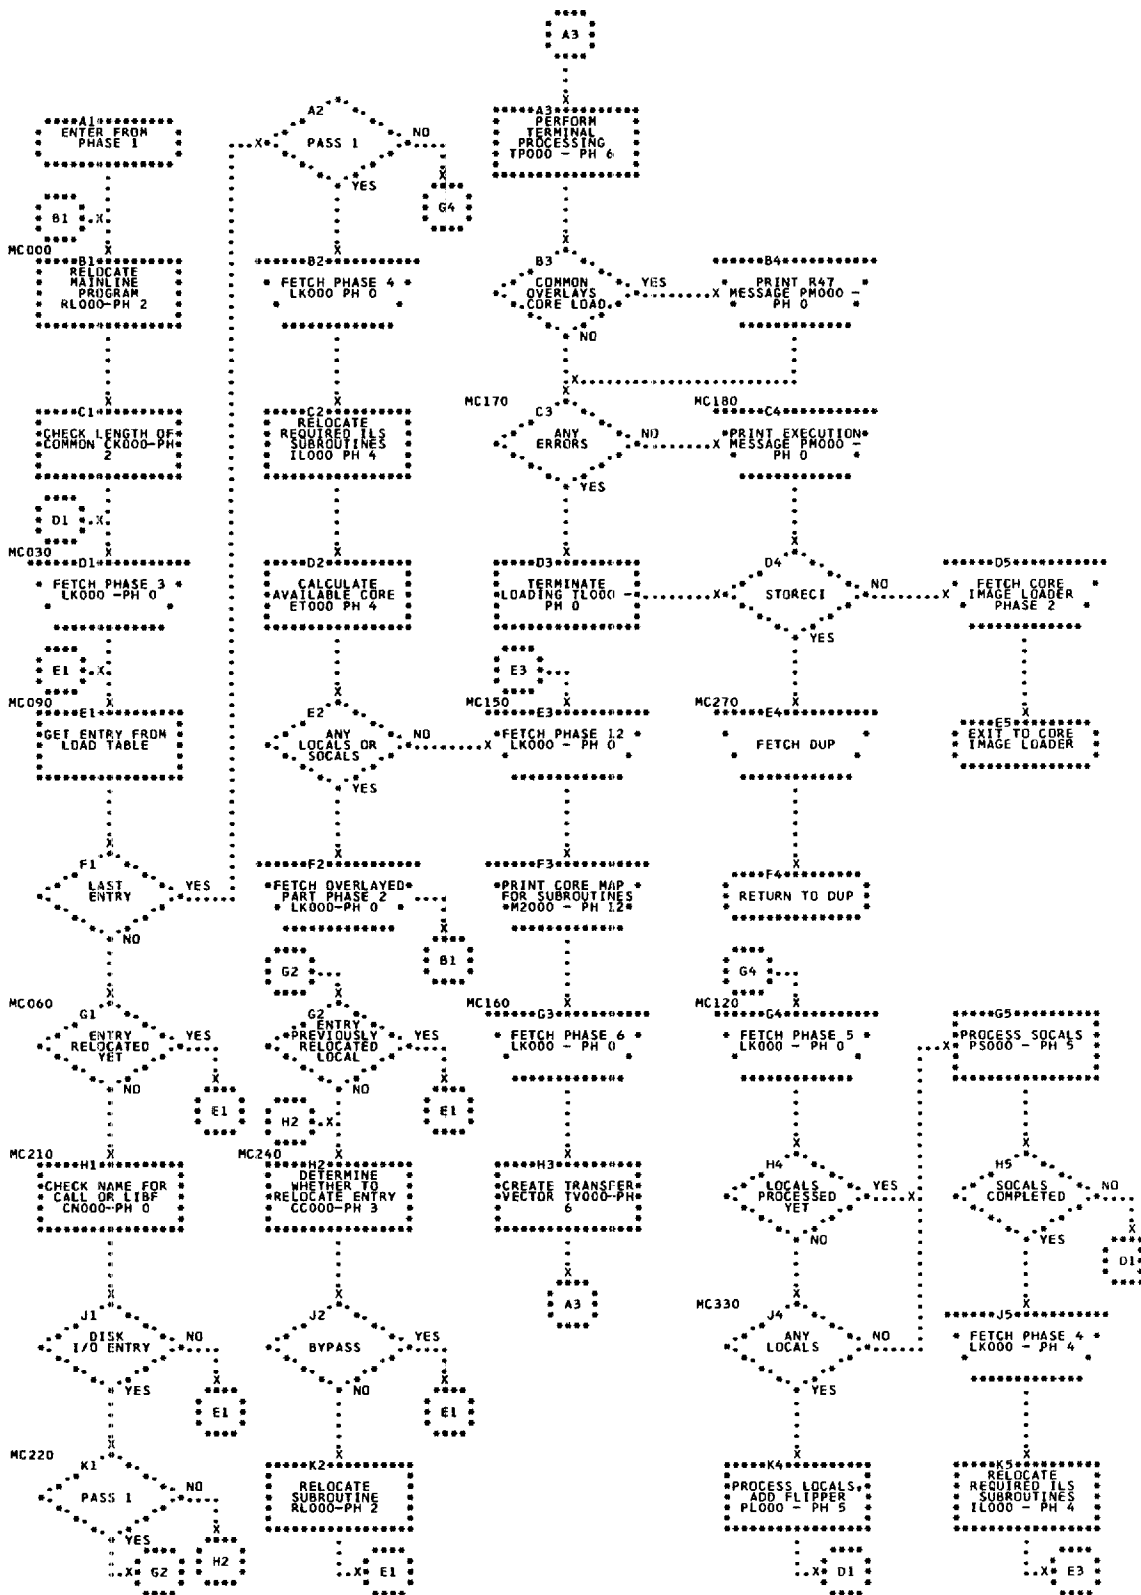 A3
A1
ENTER FROM
PHASE 1
B1
MC000
B1
RELOCATE
MAINLINE
PROGRAM
RL000-PH 2
C1
CHECK LENGTH OF
COMMON CK000-PH
2
D1
MC030
D1
FETCH PHASE 3
LK000 -PH 0
E1
MC090
E1
GET ENTRY FROM
LOAD TABLE
F1
LAST
ENTRY
YES
NO
MC060
G1
ENTRY
RELOCATED
YET
YES
NO
E1
MC210
H1
CHECK NAME FOR
CALL OR LIBF
CN000-PH 0
J1
DISK
I/O ENTRY
NO
YES
E1
MC220
K1
PASS 1
NO
YES
G2
H2
A2
PASS 1
NO
YES
G4
B2
FETCH PHASE 4
LK000 PH 0
C2
RELOCATE
REQUIRED ILS
SUBROUTINES
IL000 PH 4
D2
CALCULATE
AVAILABLE CORE
ET000 PH 4
E2
ANY
LOCALS OR
SOCALS
NO
YES
F2
FETCH OVERLAYED
PART PHASE 2
LK000-PH 0
B1
G2
G2
ENTRY
PREVIOUSLY
RELOCATED
LOCAL
YES
NO
E1
H2
MC240
H2
DETERMINE
WHETHER TO
RELOCATE ENTRY
CC000-PH 3
J2
BYPASS
YES
NO
E1
K2
RELOCATE
SUBROUTINE
RL000-PH 2
E1
A3
PERFORM
TERMINAL
PROCESSING
TP000 - PH 6
B3
COMMON
OVERLAYS
CORE LOAD
YES
NO
MC170
C3
ANY
ERRORS
NO
YES
D3
TERMINATE
LOADING TL000 -
PH 0
E3
MC150
E3
FETCH PHASE 12
LK000 - PH 0
F3
PRINT CORE MAP
FOR SUBROUTINES
M2000 - PH 12
MC160
G3
FETCH PHASE 6
LK000 - PH 0
H3
CREATE TRANSFER
VECTOR TV000-PH
6
A3
B4
PRINT R47
MESSAGE PM000 -
PH 0
MC180
C4
PRINT EXECUTION
MESSAGE PM000 -
PH 0
D4
STORECI
NO
YES
MC270
E4
FETCH DUP
F4
RETURN TO DUP
G4
MC120
G4
FETCH PHASE 5
LK000 - PH 0
H4
LOCALS
PROCESSED
YET
YES
NO
MC330
J4
ANY
LOCALS
NO
YES
K4
PROCESS LOCALS,
ADD FLIPPER
PL000 - PH 5
D1
D5
FETCH CORE
IMAGE LOADER
PHASE 2
E5
EXIT TO CORE
IMAGE LOADER
G5
PROCESS SOCALS
PS000 - PH 5
H5
SOCALS
COMPLETED
NO
YES
D1
J5
FETCH PHASE 4
LK000 - PH 4
K5
RELOCATE
REQUIRED ILS
SUBROUTINES
IL000 - PH 4
E3